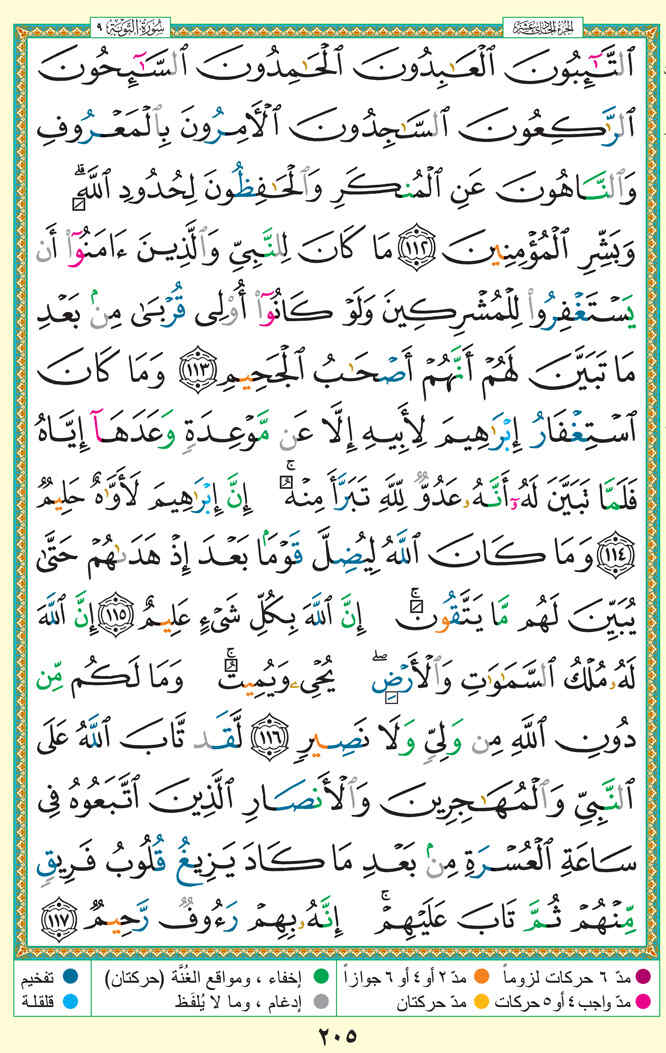 سُورَةُ التَّوْبَةِ ٩
الجزء الحادي عشر
ٱلتَّٰٓئِبُونَ ٱلْعَٰبِدُونَ ٱلْحَٰمِدُونَ ٱلسَّٰٓئِحُونَ
ٱلرَّٰكِعُونَ ٱلسَّٰجِدُونَ ٱلْءَامِرُونَ بِٱلْمَعْرُوفِ
وَٱلنَّاهُونَ عَنِ ٱلْمُنكَرِ وَٱلْحَٰفِظُونَ لِحُدُودِ ٱللَّهِۗ
وَبَشِّرِ ٱلْمُؤْمِنِينَ ﴿١١٢﴾ مَا كَانَ لِلنَّبِيِّ وَٱلَّذِينَ ءَامَنُوٓا۟ أَن
يَسْتَغْفِرُوا۟ لِلْمُشْرِكِينَ وَلَوْ كَانُوٓا۟ أُو۟لِى قُرْبَىٰ مِنۢ بَعْدِ
مَا تَبَيَّنَ لَهُمْ أَنَّهُمْ أَصْحَٰبُ ٱلْجَحِيمِ ﴿١١٣﴾ وَمَا كَانَ
ٱسْتِغْفَارُ إِبْرَٰهِيمَ لِأَبِيهِ إِلَّا عَن مَّوْعِدَةٍ وَعَدَهَآ إِيَّاهُ
فَلَمَّا تَبَيَّنَ لَهُۥٓ أَنَّهُۥ عَدُوٌّ لِّلَّهِ تَبَرَّأَ مِنْهُۚ إِنَّ إِبْرَٰهِيمَ لَأَوَّٰهٌ حَلِيمٌ
﴿١١٤﴾ وَمَا كَانَ ٱللَّهُ لِيُضِلَّ قَوْمًۢا بَعْدَ إِذْ هَدَىٰهُمْ حَتَّىٰ
يُبَيِّنَ لَهُم مَّا يَتَّقُونَۚ إِنَّ ٱللَّهَ بِكُلِّ شَىْءٍ عَلِيمٌ ﴿١١٥﴾ إِنَّ ٱللَّهَ
لَهُۥ مُلْكُ ٱلسَّمَٰوَٰتِ وَٱلْأَرْضِۖ يُحْىِۦ وَيُمِيتُۚ وَمَا لَكُم مِّن
دُونِ ٱللَّهِ مِن وَلِىٍّ وَلَا نَصِيرٍ ﴿١١٦﴾ لَّقَد تَّابَ ٱللَّهُ عَلَى
ٱلنَّبِيِّ وَٱلْمُهَٰجِرِينَ وَٱلْأَنصَارِ ٱلَّذِينَ ٱتَّبَعُوهُ فِى
سَاعَةِ ٱلْعُسْرَةِ مِنۢ بَعْدِ مَا كَادَ يَزِيغُ قُلُوبُ فَرِيقٍ
مِّنْهُمْ ثُمَّ تَابَ عَلَيْهِمْۚ إِنَّهُۥ بِهِمْ رَءُوفٌ رَّحِيمٌ ﴿١١٧﴾
مدّ ٦ حركات لزوماً مدّ ٢ أو ٤ أو ٦ جوازاً إخفاء ، ومواقع الغُنَّة (حركتان) تفخيم
مدّ واجب ٤ أو ٥ حركات مدّ حركتان إدغام ، وما لا يُلفَظ قلقلة
٢٠٥